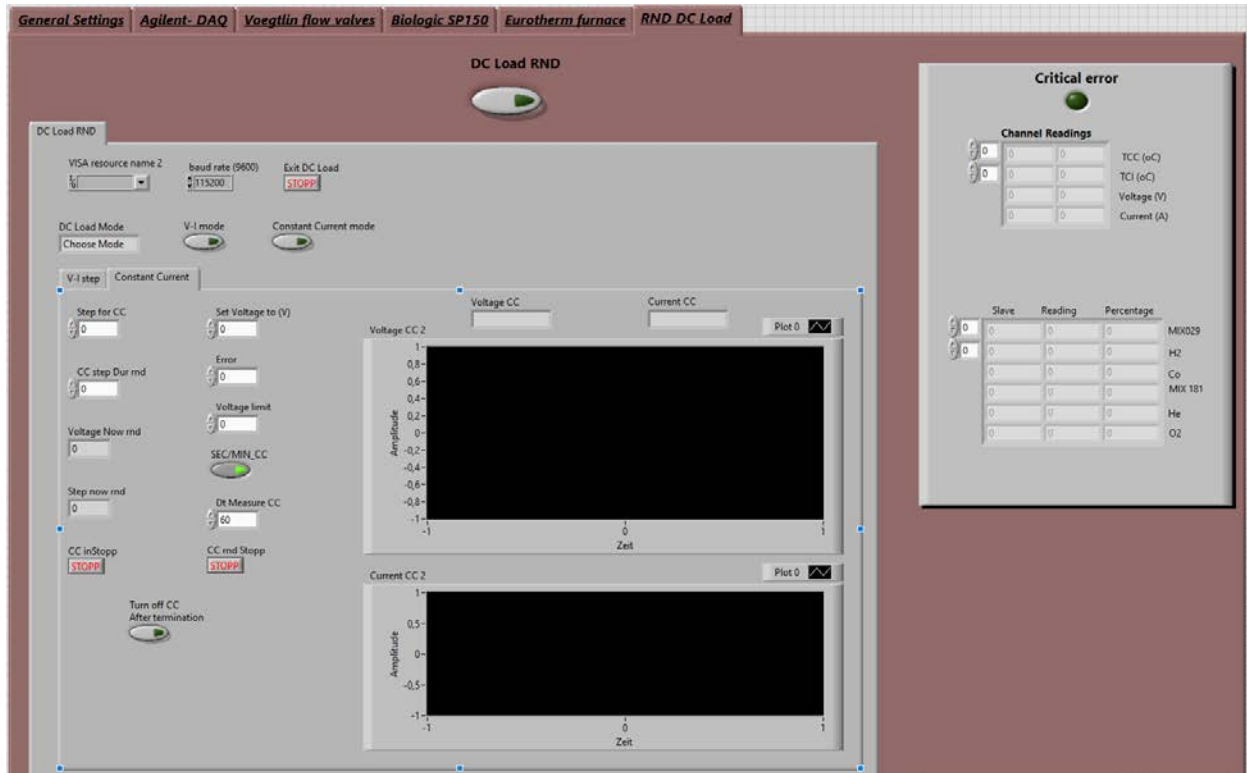 General Settings
Agilent- DAQ
Voegtlin flow valves
Biologic SP150
Eurotherm furnace
RND DC Load
DC Load RND
DC Load RND
VISA resource name 2
baud rate (9600)
115200
Exit DC Load
STOPP
DC Load Mode
Choose Mode
V-I mode
Constant Current mode
V-I step
Constant Current
Step for CC
0
Set Voltage to (V)
0
CC step Dur rnd
0
Error
0
Voltage limit
0
Voltage Now rnd
0
SEC/MIN_CC
Step now rnd
0
Dt Measure CC
60
CC inStopp
STOPP
CC rnd Stopp
STOPP
Turn off CC
After termination
Voltage CC
Current CC
Voltage CC 2
Plot 0
1
0,8
0,6
0,4
0,2
0
-0,2
-0,4
-0,6
-0,8
-1
Amplitude
-1 0 1
Zeit
Current CC 2
Plot 0
1
0,5
0
-0,5
-1
Amplitude
-1 0 1
Zeit
Critical error
Channel Readings
0 0 0 TCC (oC)
0 0 0 TCI (oC)
0 0 Voltage (V)
0 0 Current (A)
Slave Reading Percentage
0 0 0 0 MIX029
0 0 0 0 H2
0 0 0 Co
0 0 0 MIX 181
0 0 0 He
0 0 0 O2